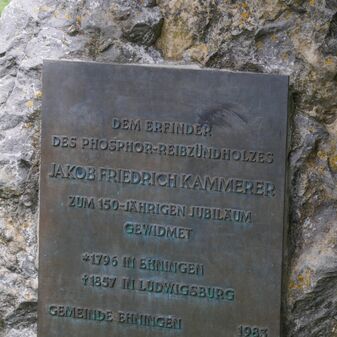 DEM ERFINDER
DES PHOSPHOR-REIBZÜNDHOLZES
JAKOB FRIEDRICH KAMMERER
ZUM 150-JÄHRIGEN JUBILÄUM
GEWIDMET
*1796 IN EHNINGEN
†1857 IN LUDWIGSBURG
GEMEINDE EHNINGEN 1983